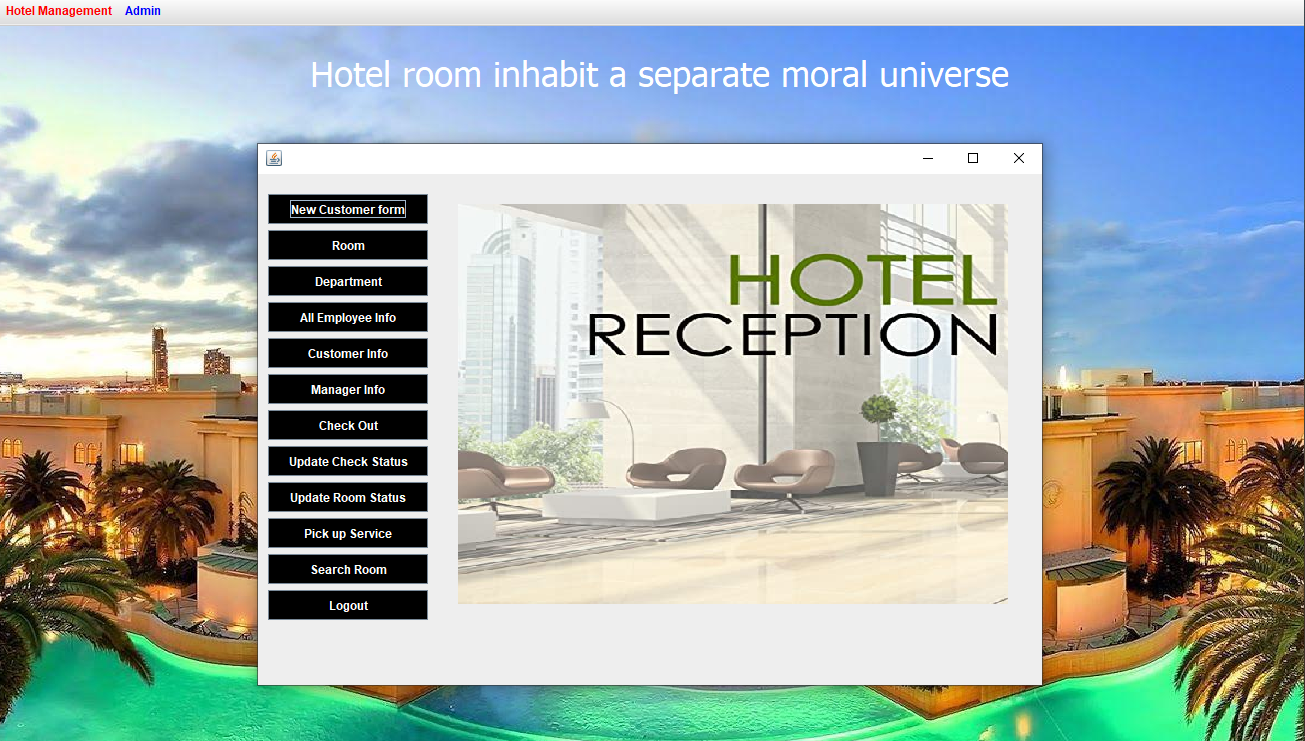 Hotel Management Admin
Hotel room inhabit a separate moral universe
New Customer form
Room
Department
All Employee Info
Customer Info
Manager Info
Check Out
Update Check Status
Update Room Status
Pick up Service
Search Room
Logout
HOTEL
RECEPTION